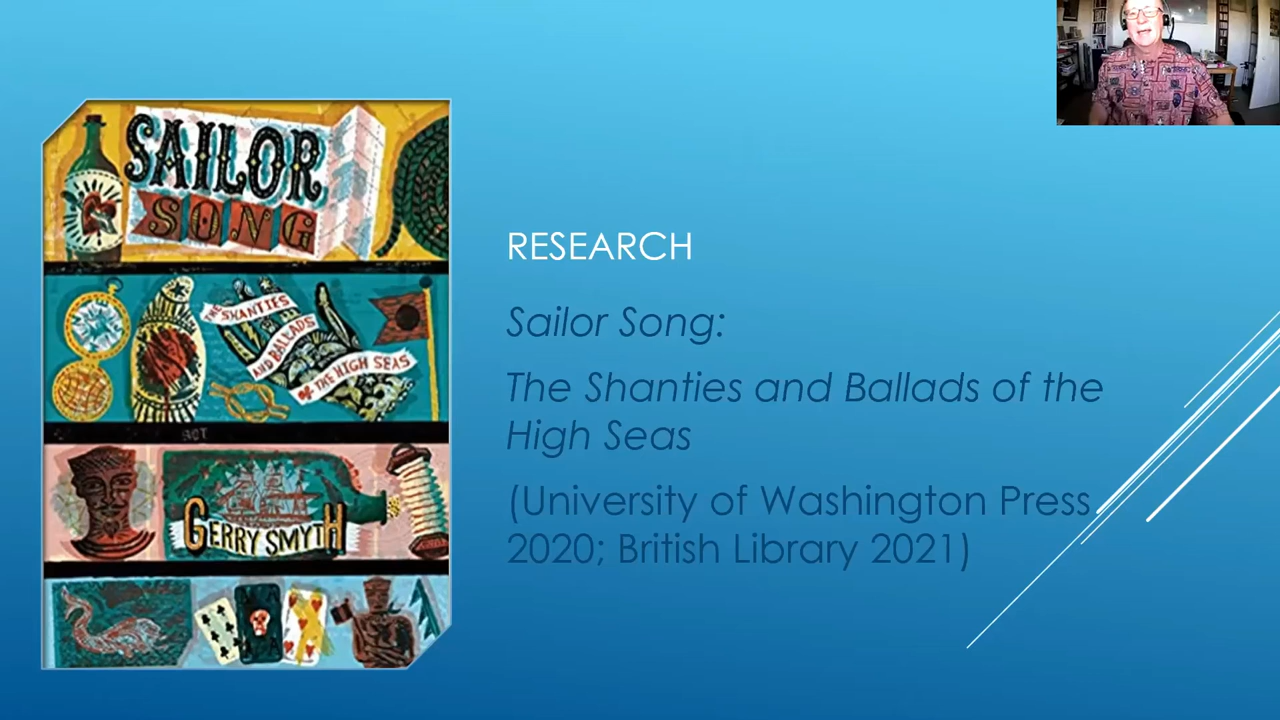 SAILOR
SONG
THE SHANTIES
AND BALLADS
OF THE HIGH SEAS
GERRY SMYTH
RESEARCH
Sailor Song:
The Shanties and Ballads of the
High Seas
(University of Washington Press
2020; British Library 2021)